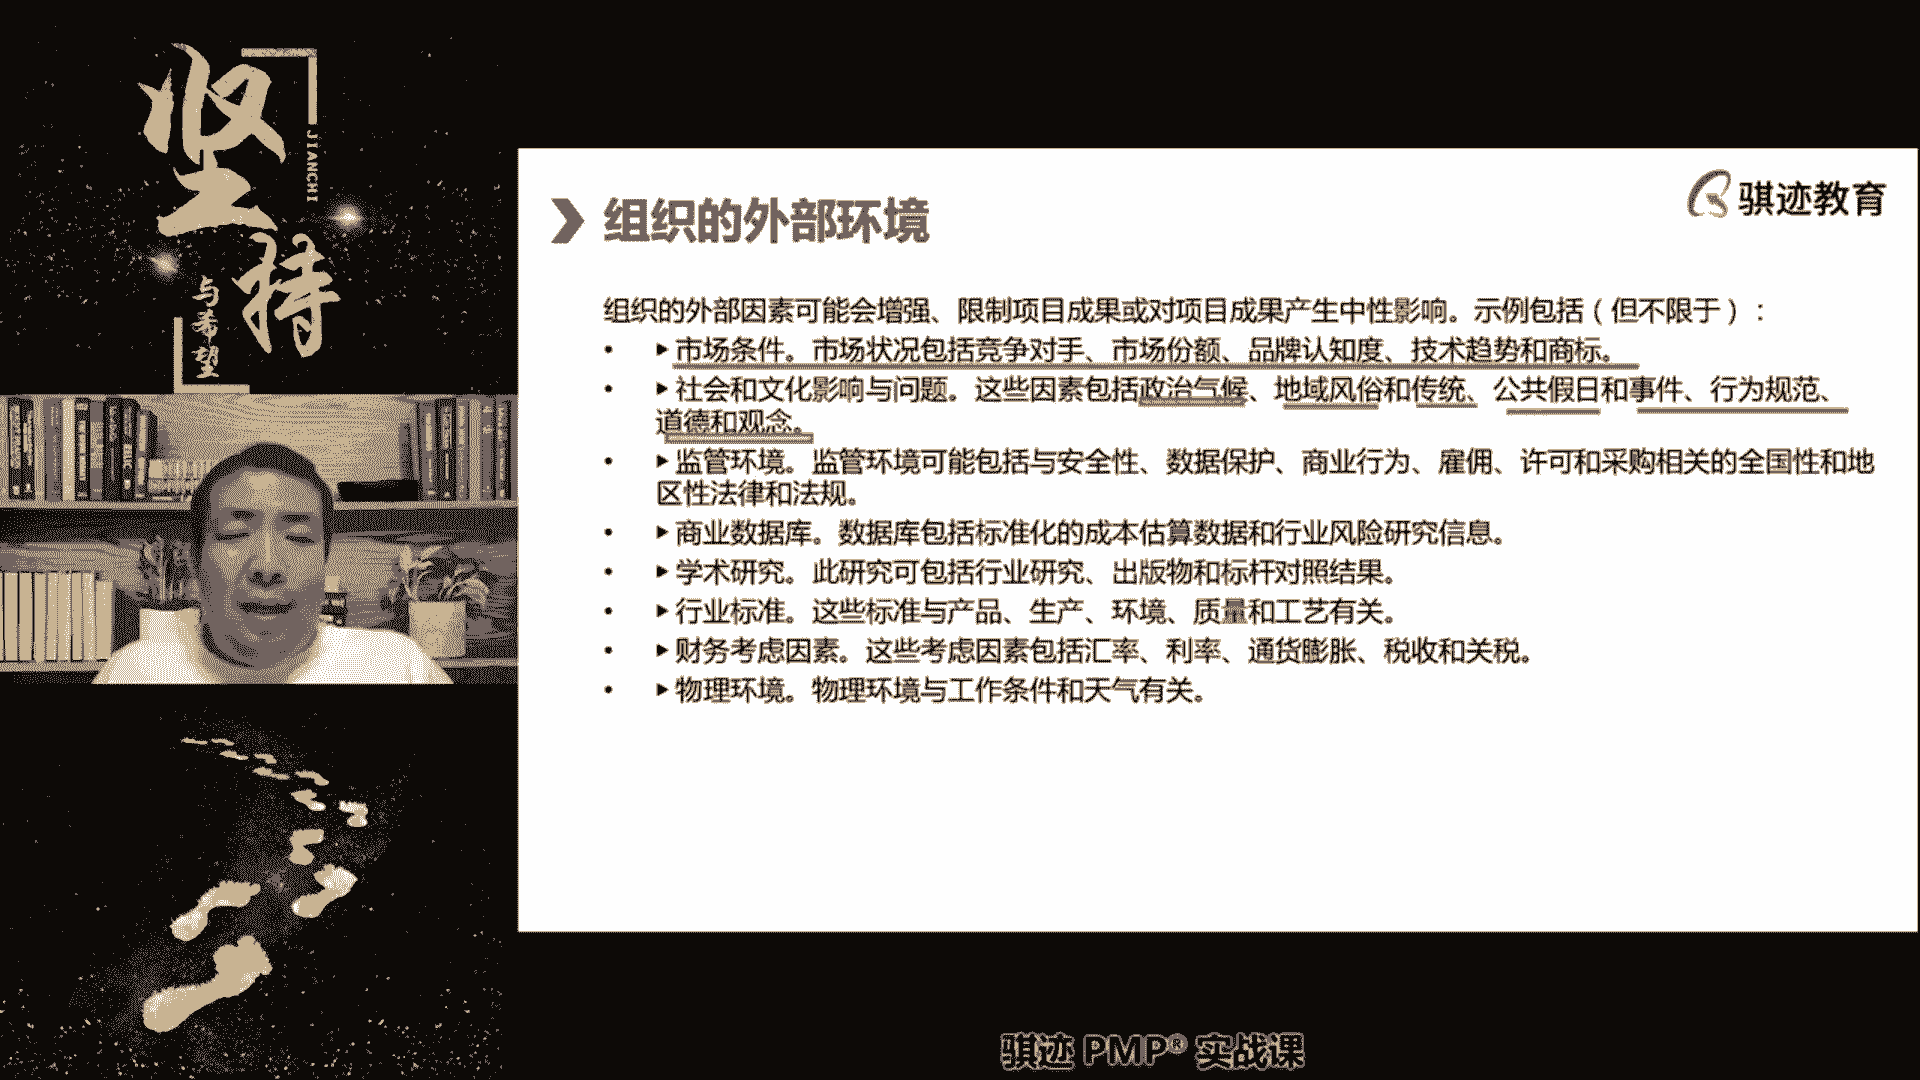 坚持
JIANCHI
与希望
骐迹教育
组织的外部环境
组织的外部因素可能会增强、限制项目成果或对项目成果产生中性影响。示例包括（但不限于）：
• ▶市场条件。市场状况包括竞争对手、市场份额、品牌认知度、技术趋势和商标。
• ▶社会和文化影响与问题。这些因素包括政治气候、地域风俗和传统、公共假日和事件、行为规范、
道德和观念。
• ▶监管环境。监管环境可能包括与安全性、数据保护、商业行为、雇佣、许可和采购相关的全国性和地
区性法律和法规。
• ▶商业数据库。数据库包括标准化的成本估算数据和行业风险研究信息。
• ▶学术研究。此研究可包括行业研究、出版物和标杆对照结果。
• ▶行业标准。这些标准与产品、生产、环境、质量和工艺有关。
• ▶财务考虑因素。这些考虑因素包括汇率、利率、通货膨胀、税收和关税。
• ▶物理环境。物理环境与工作条件和天气有关。
骐迹 PMP® 实战课